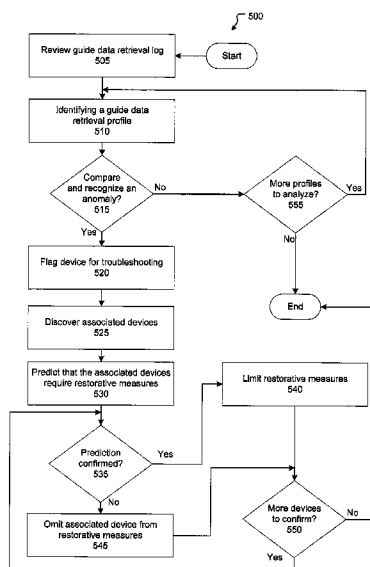 500
Review guide data retrieval log
505
Start
Identifying a guide data
retrieval profile
510
Compare
and recognize an
anomaly?
515
No
More profiles
to analyze?
555
Yes
Yes
No
Flag device for troubleshooting
520
End
Discover associated devices
525
Predict that the associated devices
require restorative measures
530
Limit restorative measures
540
Prediction
confirmed?
535
Yes
No
Omit associated device from
restorative measures
545
More devices
to confirm?
550
No
Yes